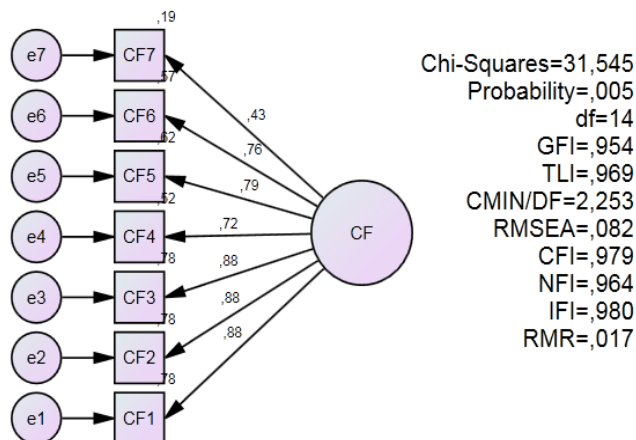 ,19
e7
CF7
,43
,57
e6
CF6
,76
,62
e5
CF5
,79
,52
e4
CF4
,72
,78
e3
CF3
,88
,78
e2
CF2
,88
,78
e1
CF1
,88
CF
Chi-Squares=31,545
Probability=,005
df=14
GFI=,954
TLI=,969
CMIN/DF=2,253
RMSEA=,082
CFI=,979
NFI=,964
IFI=,980
RMR=,017